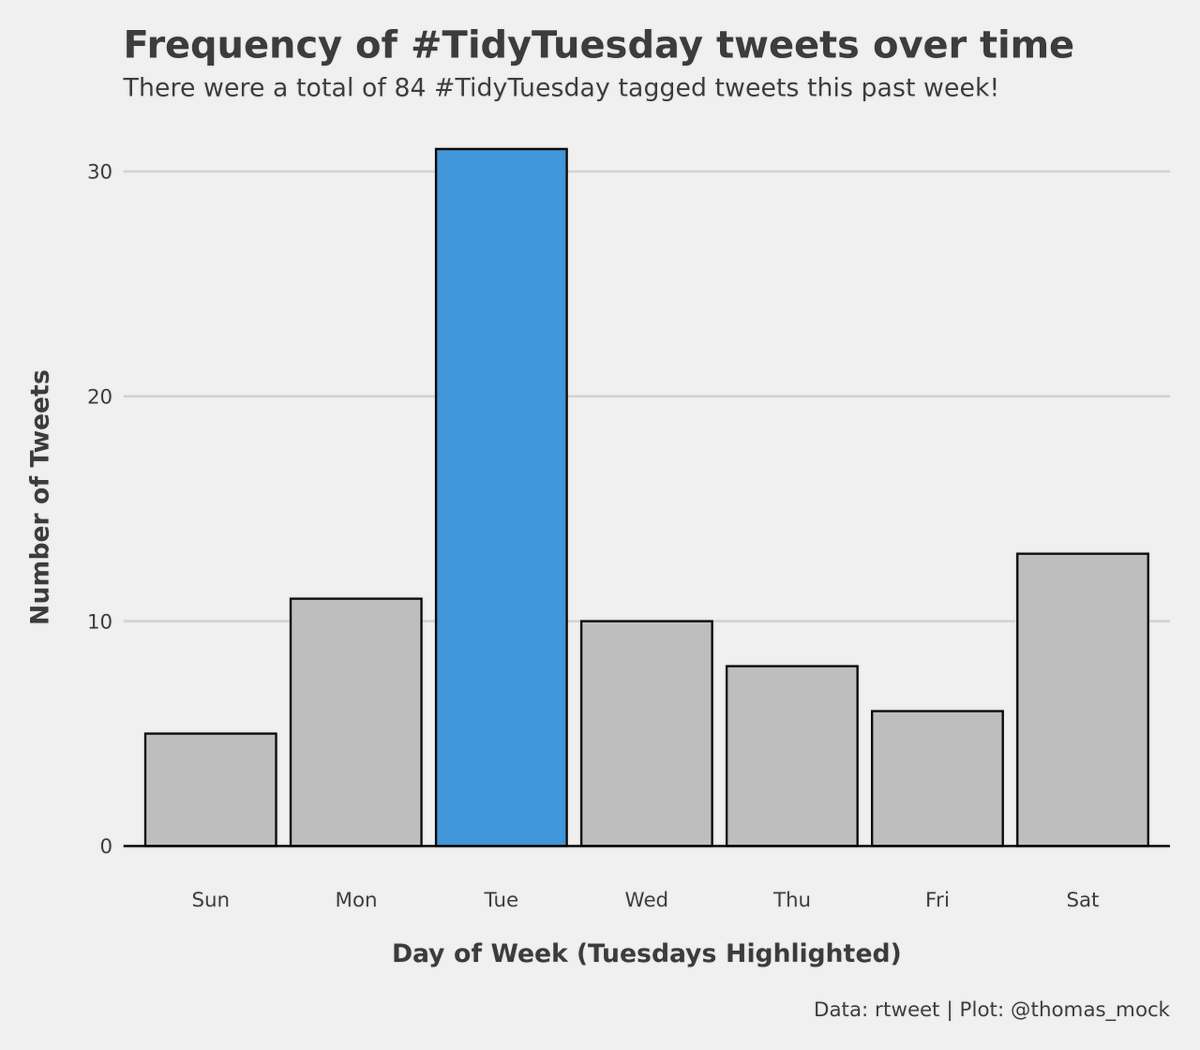 Frequency of #TidyTuesday tweets over time
There were a total of 84 #TidyTuesday tagged tweets this past week!
Number of Tweets
30
20
10
0
Sun Mon Tue Wed Thu Fri Sat
Day of Week (Tuesdays Highlighted)
Data: rtweet | Plot: @thomas_mock